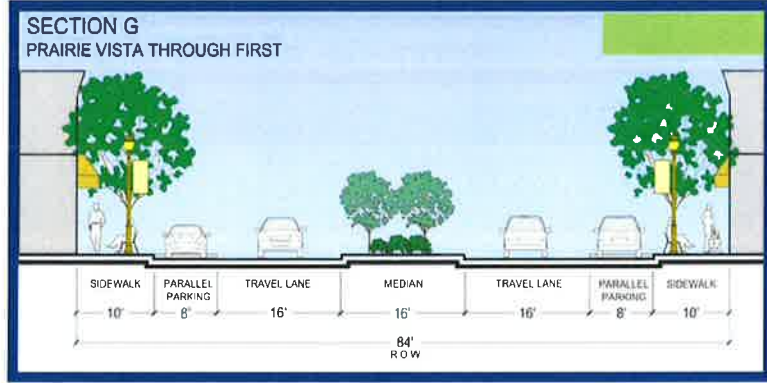 SECTION G
PRAIRIE VISTA THROUGH FIRST
SIDEWALK PARALLEL PARKING TRAVEL LANE MEDIAN TRAVEL LANE PARALLEL PARKING SIDEWALK
10' 8' 16' 16' 16' 8' 10'
84'
ROW